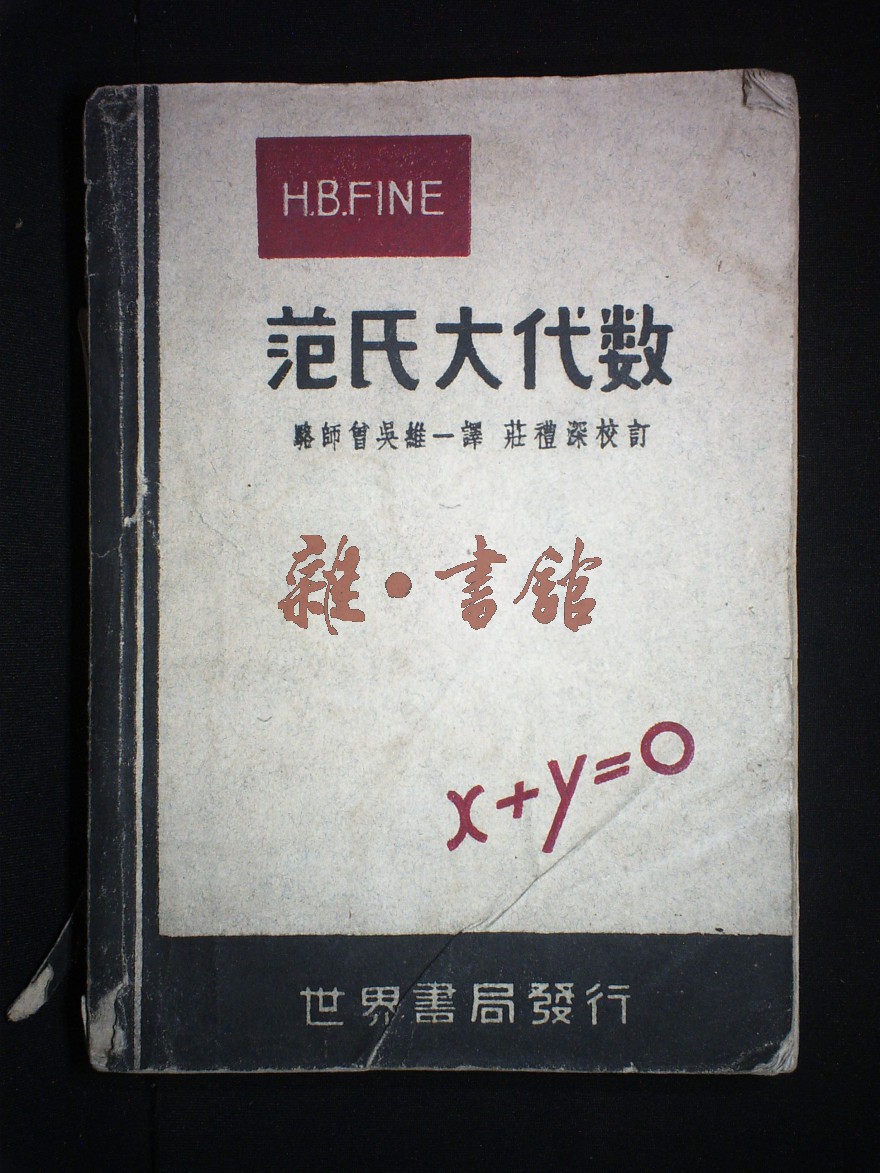 H.B.FINE
范氏大代数
駱師曾吳維一譯 莊禮深校訂
雜·書館
x+y=0
世界書局發行